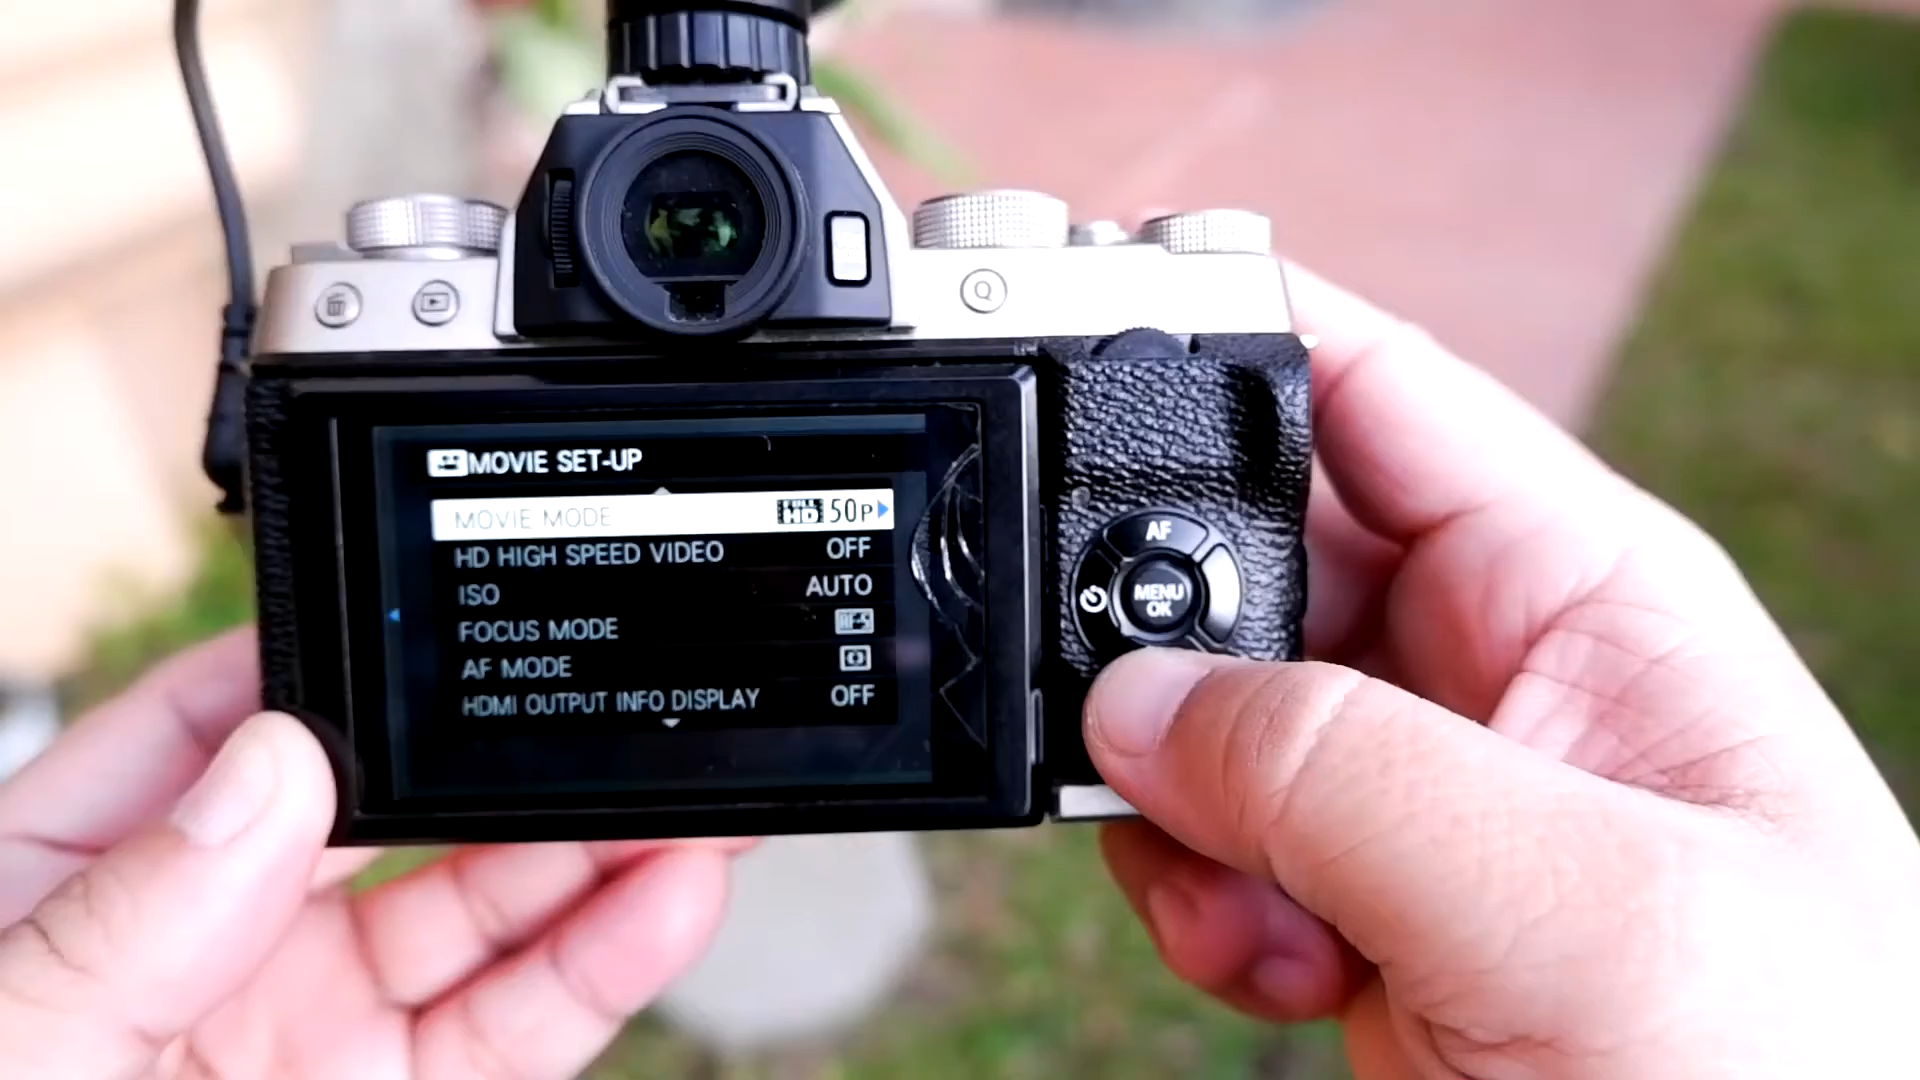 Q
MOVIE SET-UP
MOVIE MODE FULL HD 50P
HD HIGH SPEED VIDEO OFF
ISO AUTO
FOCUS MODE AF-S
AF MODE
HDMI OUTPUT INFO DISPLAY OFF
AF
MENU
OK